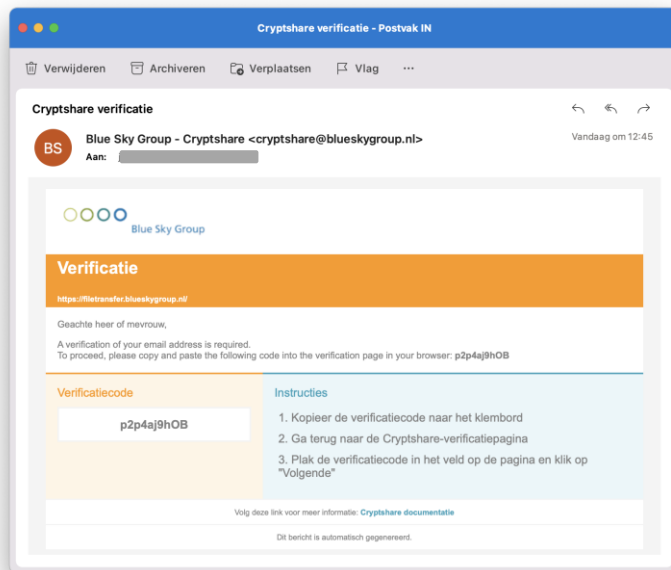 Cryptshare verificatie - Postvak IN
Verwijderen Archiveren Verplaatsen Vlag ...
Cryptshare verificatie
BS
Blue Sky Group - Cryptshare <cryptshare@blueskygroup.nl>
Vandaag om 12:45
Aan:
Blue Sky Group
Verificatie
https://filetransfer.blueskygroup.nl/
Geachte heer of mevrouw,
A verification of your email address is required.
To proceed, please copy and paste the following code into the verification page in your browser: p2p4aj9hOB
Verificatiecode
p2p4aj9hOB
Instructies
1. Kopieer de verificatiecode naar het klembord
2. Ga terug naar de Cryptshare-verificatiepagina
3. Plak de verificatiecode in het veld op de pagina en klik op
"Volgende"
Volg deze link voor meer informatie: Cryptshare documentatie
Dit bericht is automatisch gegenereerd.